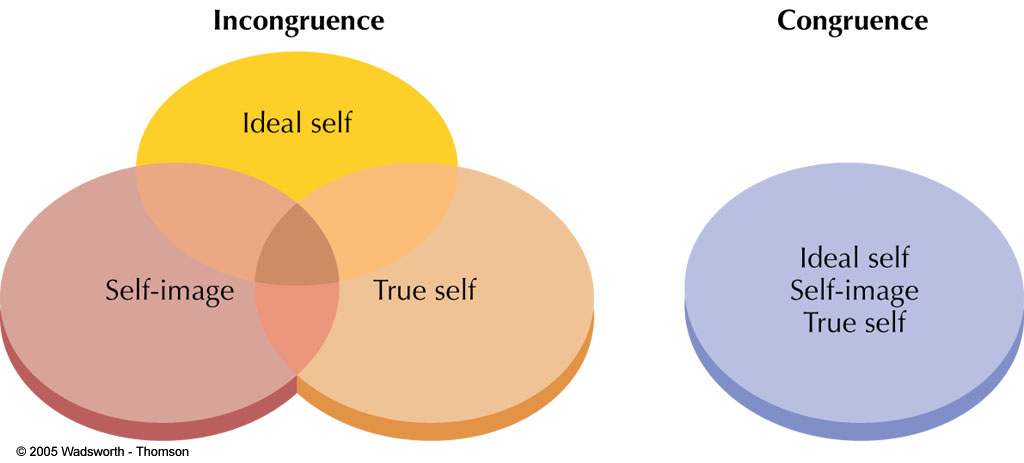 Incongruence
Congruence
Ideal self
Self-image
True self
Ideal self
Self-image
True self
© 2005 Wadsworth - Thomson